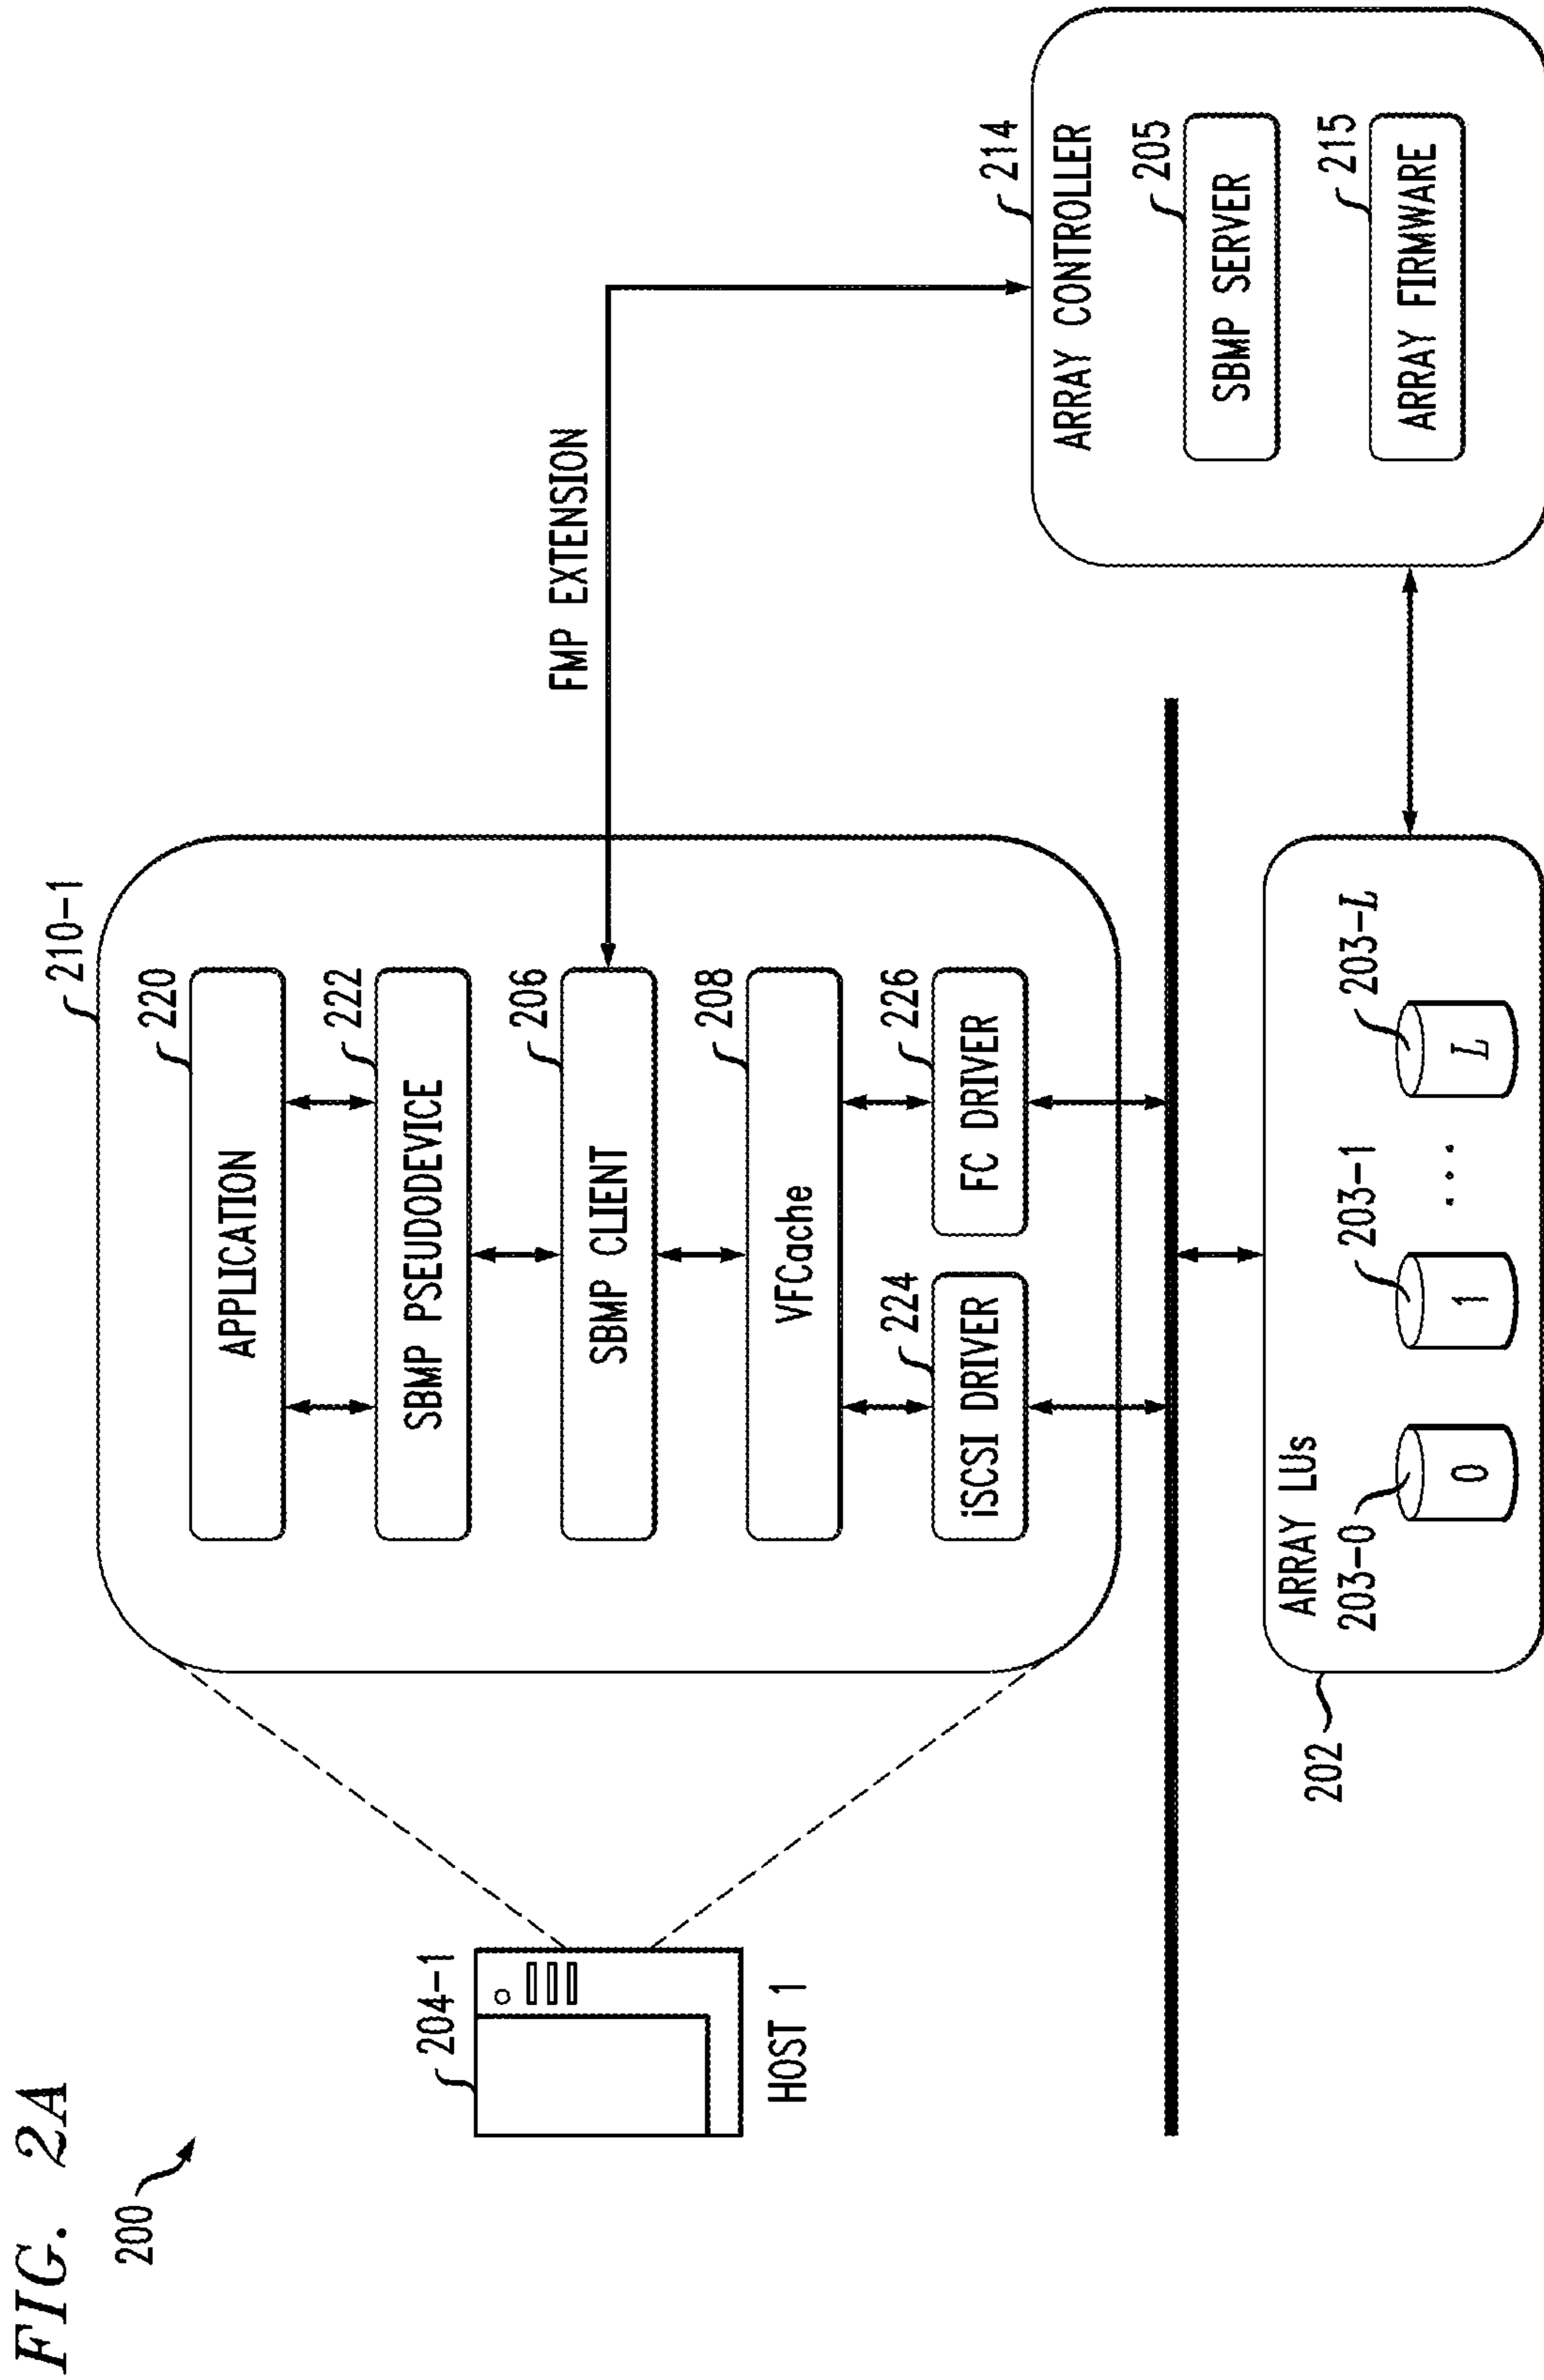 FIG. 2A
200
204-1
HOST 1
210-1
220
APPLICATION
222
SBMP PSEUDODEVICE
206
SBMP CLIENT
208
VFCache
224
iSCSI DRIVER
226
FC DRIVER
FMP EXTENSION
214
ARRAY CONTROLLER
205
SBMP SERVER
215
ARRAY FIRMWARE
202
ARRAY LUs
203-0
203-1
203-L
0
1
...
L